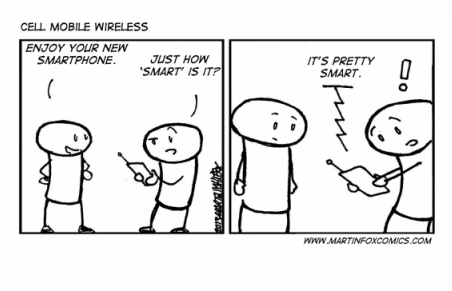 CELL MOBILE WIRELESS
ENJOY YOUR NEW
SMARTPHONE.
JUST HOW
'SMART' IS IT?
IT'S PRETTY
SMART.
!
WWW.MARTINFOXCOMICS.COM